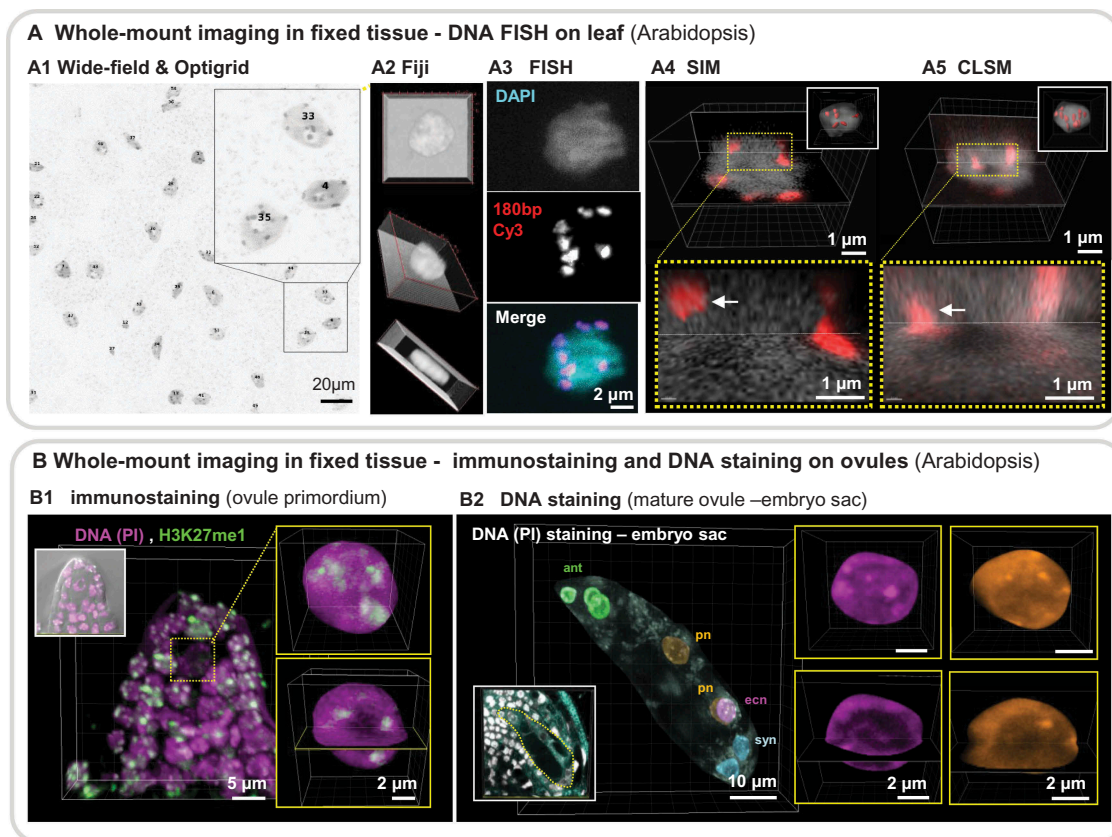 A Whole-mount imaging in fixed tissue - DNA FISH on leaf (Arabidopsis)
A1 Wide-field & Optigrid
A2 Fiji
A3 FISH
A4 SIM
A5 CLSM
33
4
35
20µm
DAPI
180bp
Cy3
Merge
2 µm
1 µm
1 µm
1 µm
1 µm
B Whole-mount imaging in fixed tissue - immunostaining and DNA staining on ovules (Arabidopsis)
B1 immunostaining (ovule primordium)
B2 DNA staining (mature ovule –embryo sac)
DNA (PI) , H3K27me1
5 µm
2 µm
DNA (PI) staining – embryo sac
ant
pn
pn
ecn
syn
10 µm
2 µm
2 µm